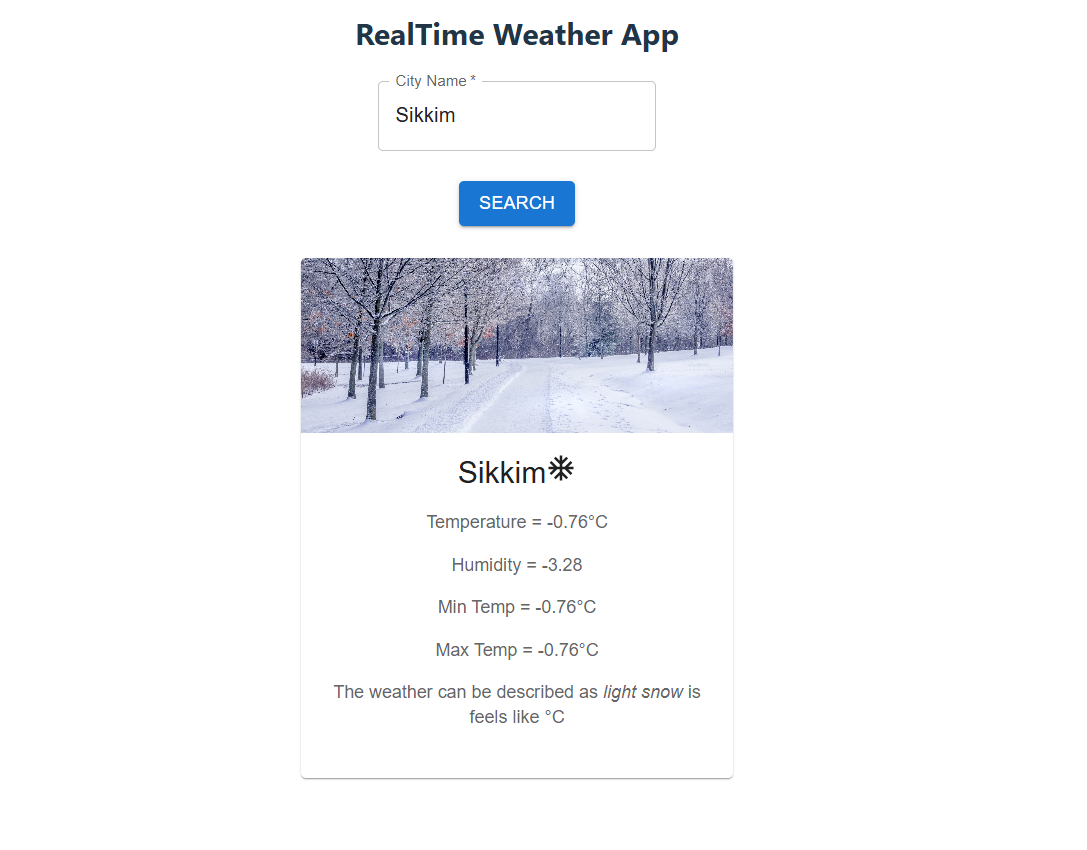 RealTime Weather App
City Name *
Sikkim
SEARCH
Sikkim
Temperature = -0.76°C
Humidity = -3.28
Min Temp = -0.76°C
Max Temp = -0.76°C
The weather can be described as light snow is
feels like °C